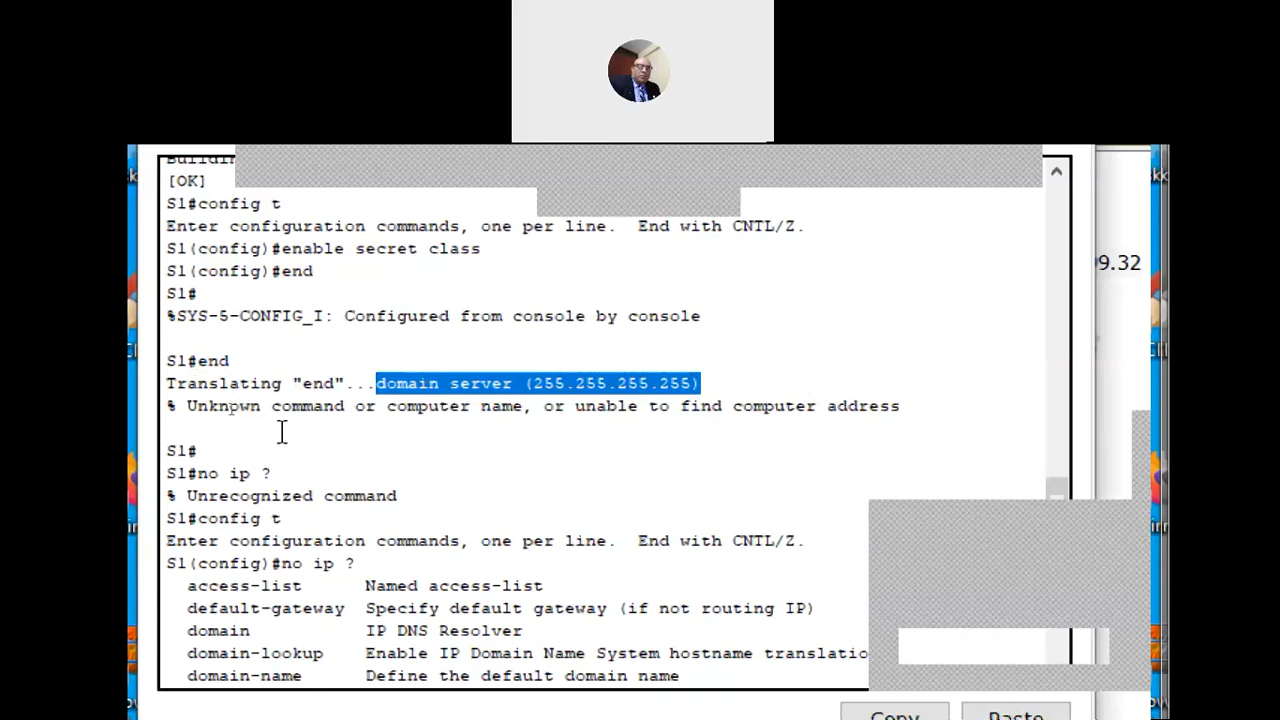 [OK]
S1#config t
Enter configuration commands, one per line.  End with CNTL/Z.
S1(config)#enable secret class
S1(config)#end
S1#
%SYS-5-CONFIG_I: Configured from console by console
S1#end
Translating "end"...domain server (255.255.255.255)
% Unknown command or computer name, or unable to find computer address
S1#
S1#no ip ?
% Unrecognized command
S1#config t
Enter configuration commands, one per line.  End with CNTL/Z.
S1(config)#no ip ?
access-list      Named access-list
default-gateway  Specify default gateway (if not routing IP)
domain           IP DNS Resolver
domain-lookup    Enable IP Domain Name System hostname translatio
domain-name      Define the default domain name
9.32
Copy
Paste